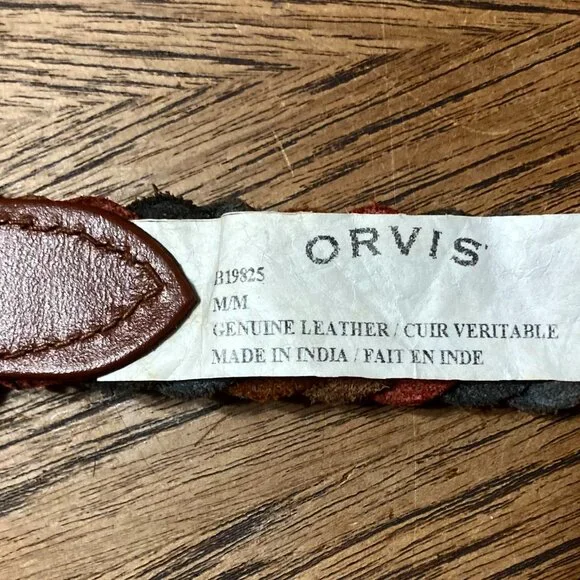 ORVIS
B19825
M/M
GENUINE LEATHER / CUIR VERITABLE
MADE IN INDIA / FAIT EN INDE